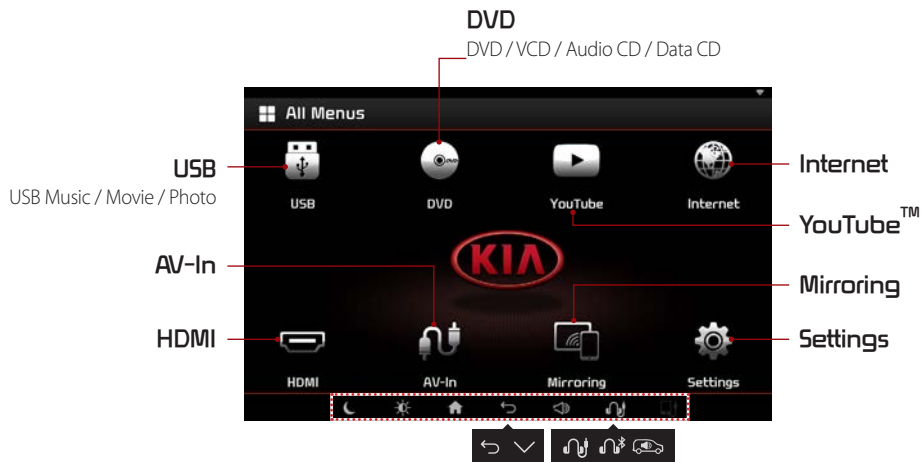 DVD
DVD / VCD / Audio CD / Data CD
All Menus
USB
USB Music / Movie / Photo
USB
DVD
DVD
YouTube
Internet
Internet
YouTube™
KIA
AV-In
HDMI
Mirroring
Settings
HDMI
AV-In
Mirroring
Settings